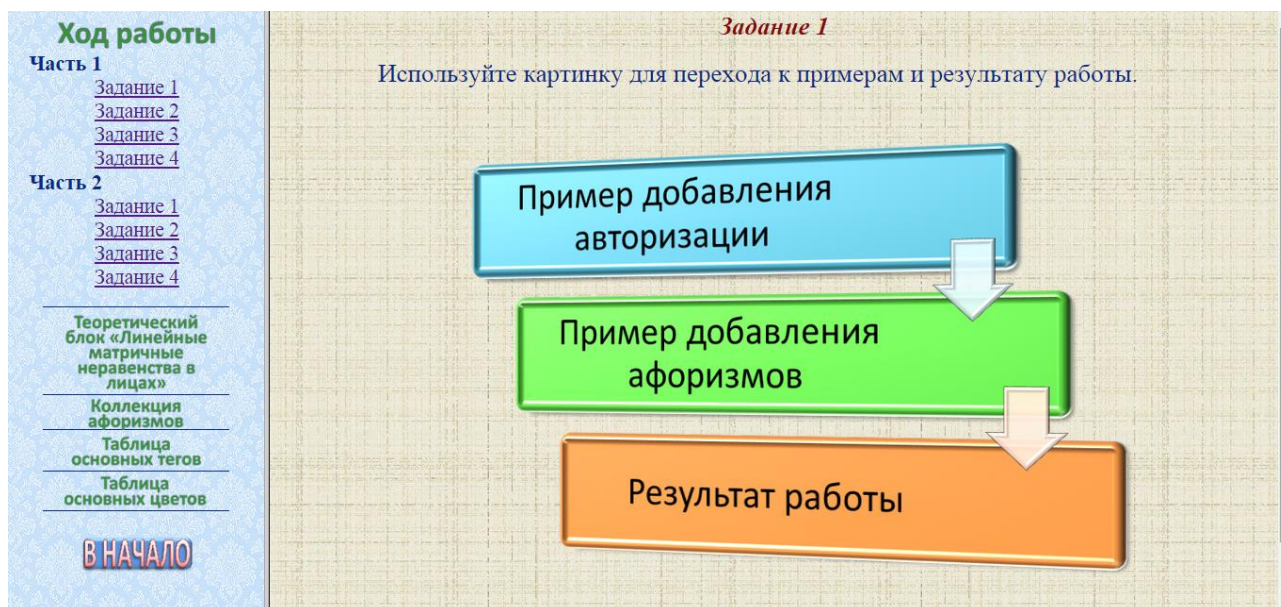 Ход работы
Часть 1
Задание 1
Задание 2
Задание 3
Задание 4
Часть 2
Задание 1
Задание 2
Задание 3
Задание 4
Теоретический
блок «Линейные
матричные
неравенства в
лицах»
Коллекция
афоризмов
Таблица
основных тегов
Таблица
основных цветов
В НАЧАЛО
Задание 1
Используйте картинку для перехода к примерам и результату работы.
Пример добавления
авторизации
Пример добавления
афоризмов
Результат работы